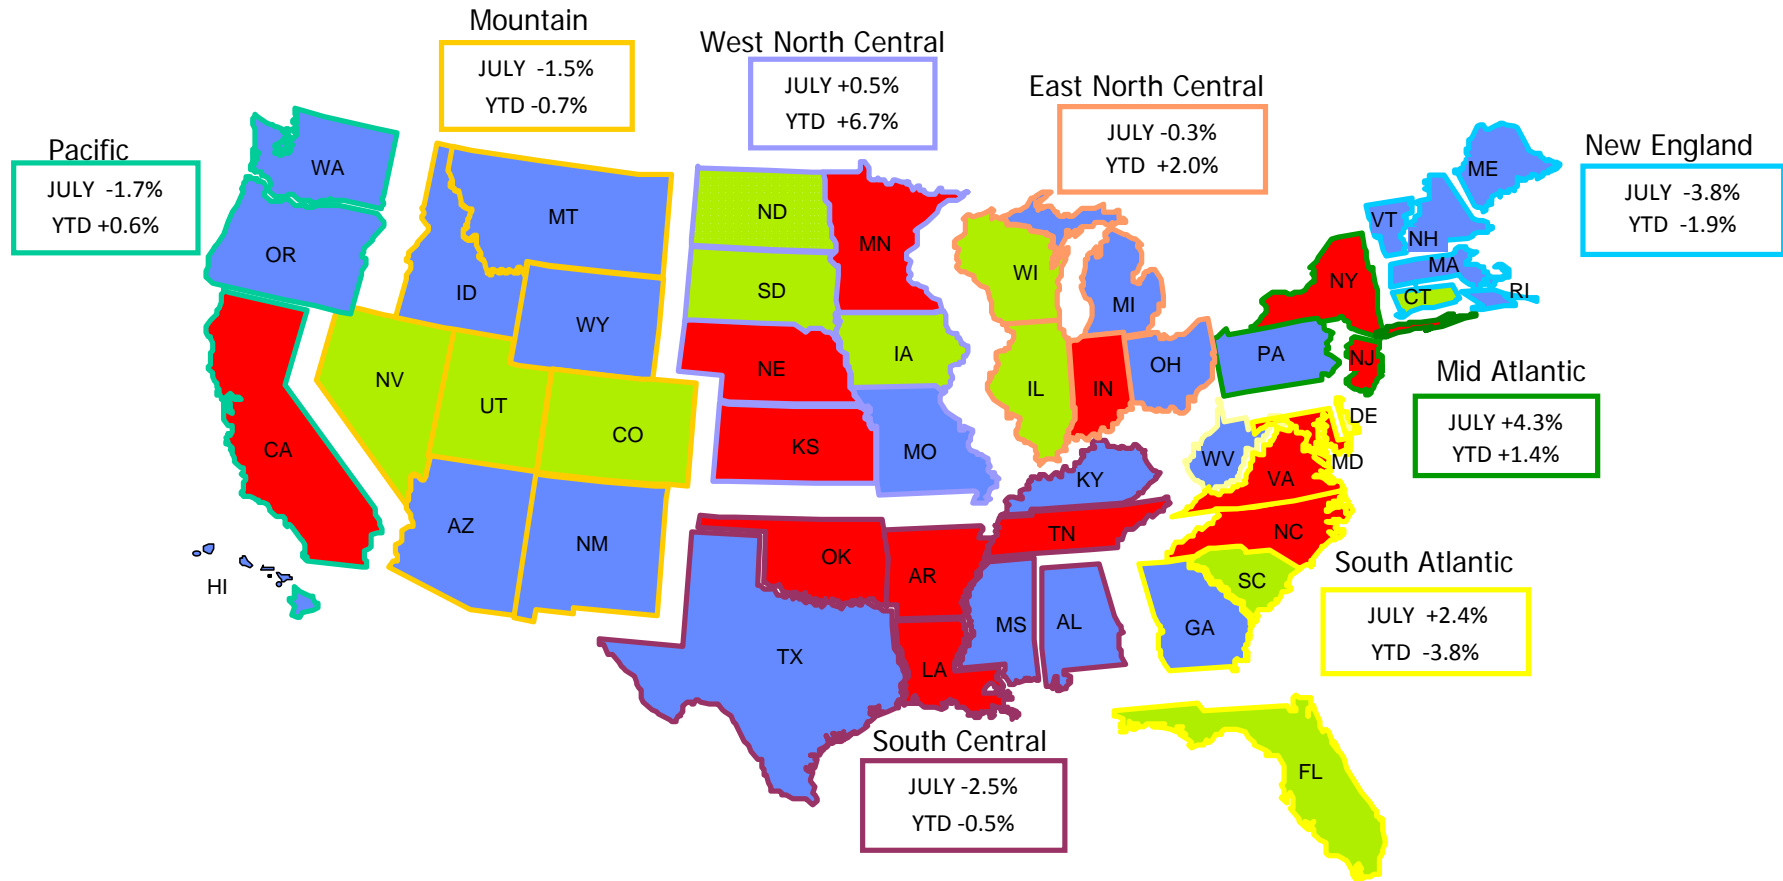 Mountain
JULY -1.5%
YTD -0.7%
West North Central
JULY +0.5%
YTD +6.7%
East North Central
JULY -0.3%
YTD +2.0%
New England
JULY -3.8%
YTD -1.9%
Pacific
JULY -1.7%
YTD +0.6%
WA
OR
MT
ID
WY
ND
SD
MN
WI
MI
ME
VT
NH
MA
CT
RI
NY
NV
UT
CO
NE
IA
IL
IN
OH
PA
NJ
Mid Atlantic
JULY +4.3%
YTD +1.4%
CA
KS
MO
KY
WV
VA
DE
MD
AZ
NM
OK
AR
TN
NC
SC
HI
TX
LA
MS
AL
GA
South Atlantic
JULY +2.4%
YTD -3.8%
South Central
JULY -2.5%
YTD -0.5%
FL